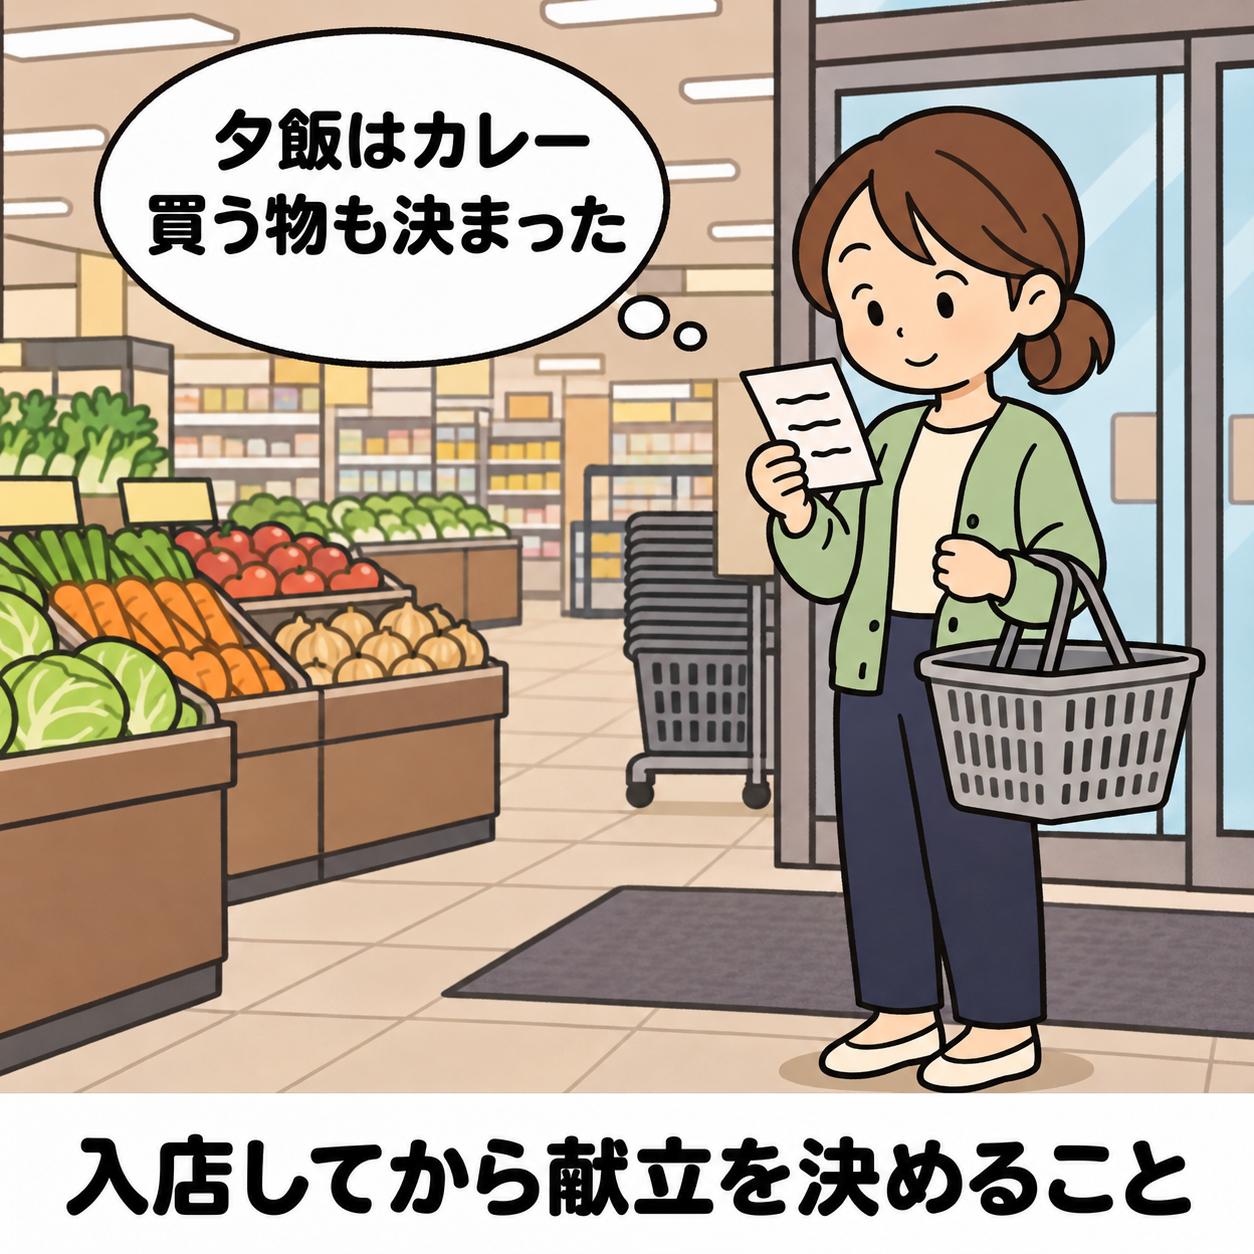 夕飯はカレー
買う物も決まった
入店してから献立を決めること